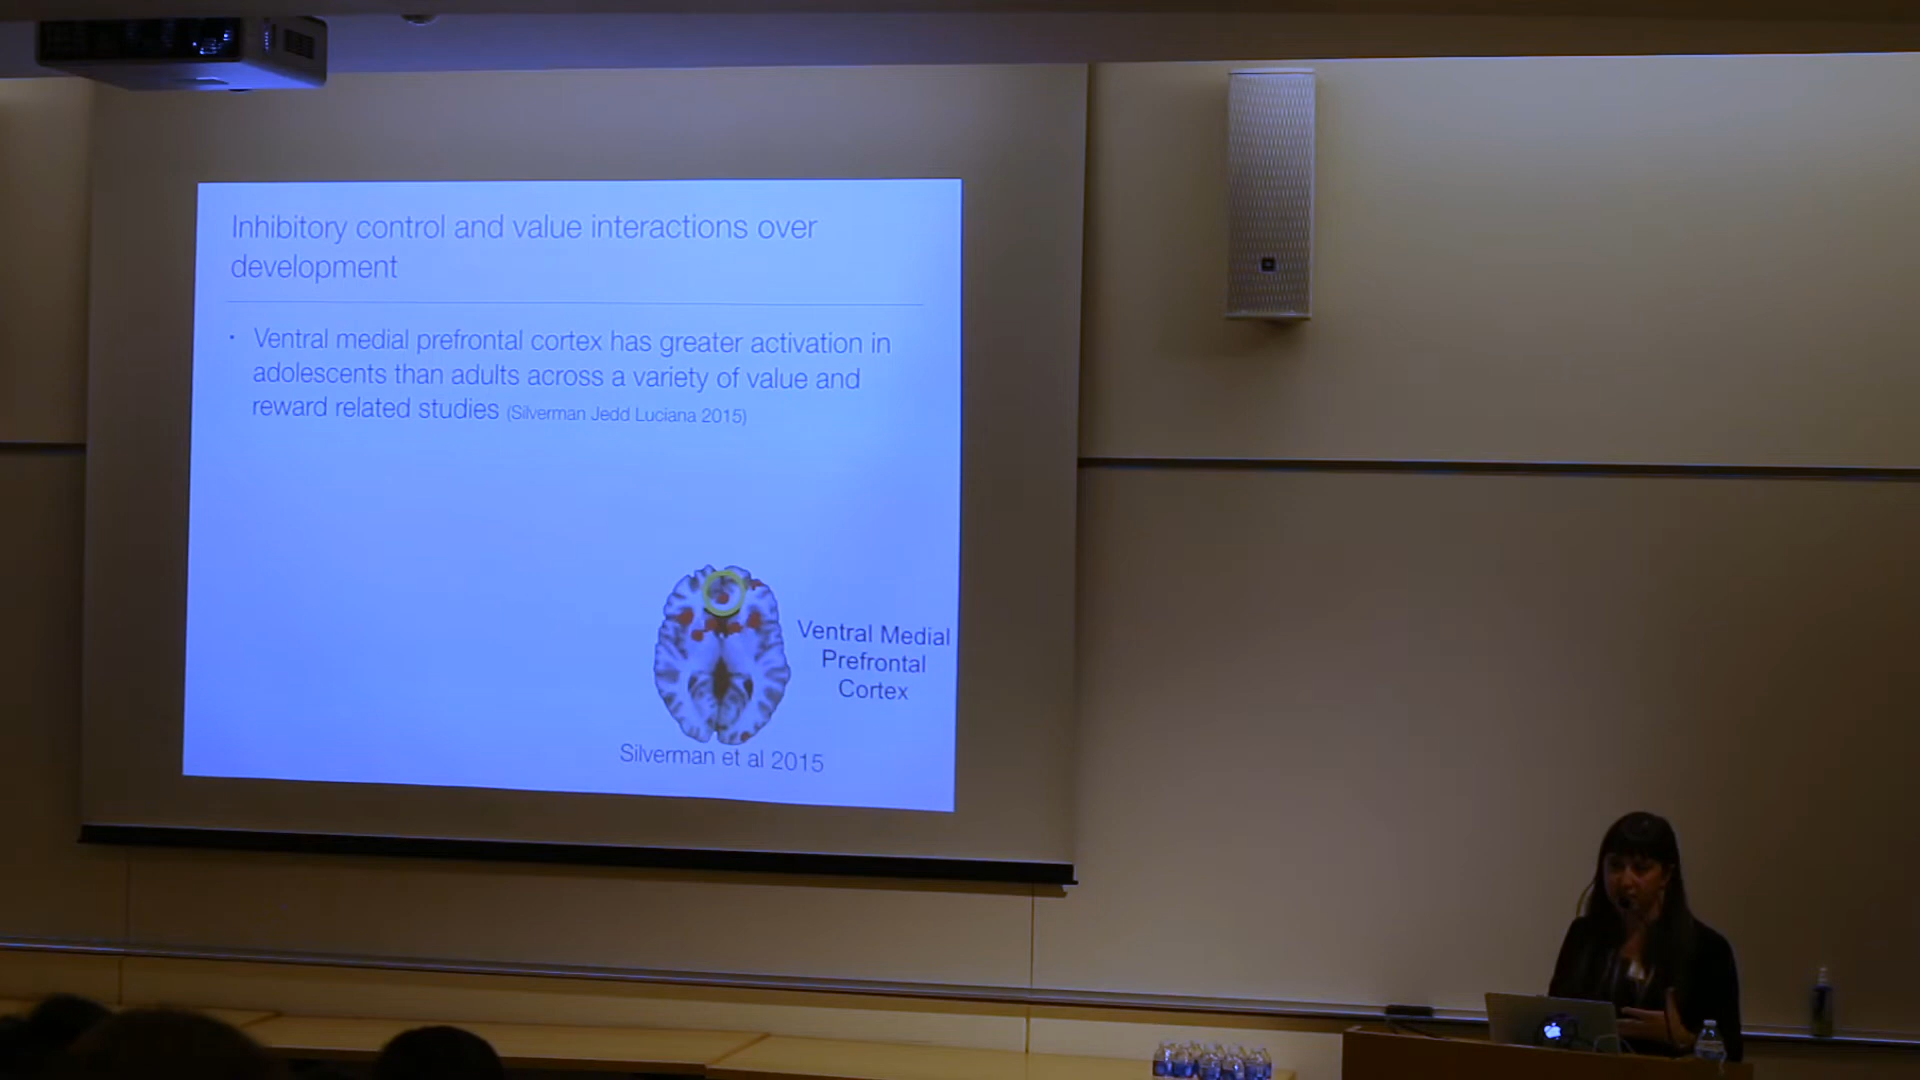 Inhibitory control and value interactions over
development
· Ventral medial prefrontal cortex has greater activation in
adolescents than adults across a variety of value and
reward related studies (Silverman Jedd Luciana 2015)
Ventral Medial
Prefrontal
Cortex
Silverman et al 2015